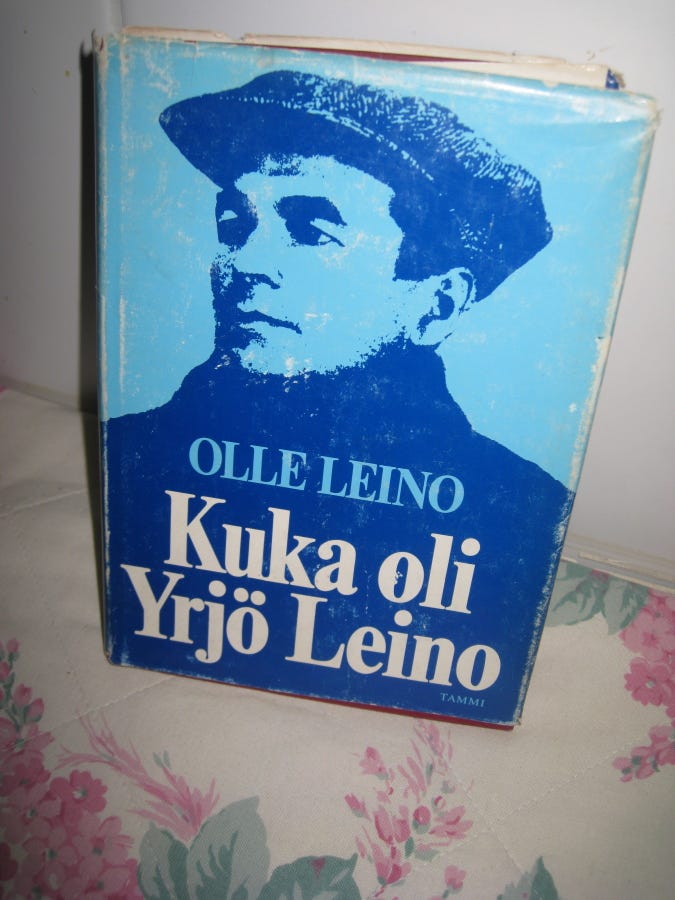 OLLE LEINO
Kuka oli
Yrjö Leino
TAMMI